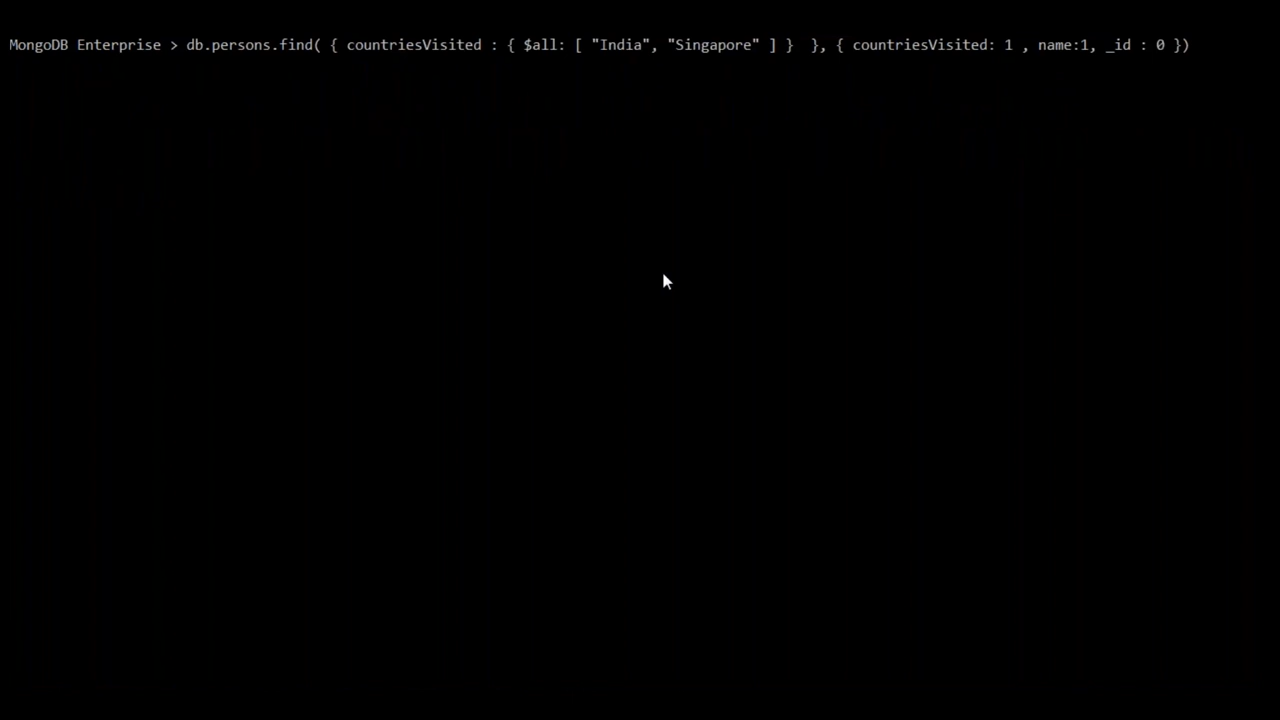 MongoDB Enterprise > db.persons.find( { countriesVisited : { $all: [ "India", "Singapore" ] }  }, { countriesVisited: 1 , name:1, _id : 0 })